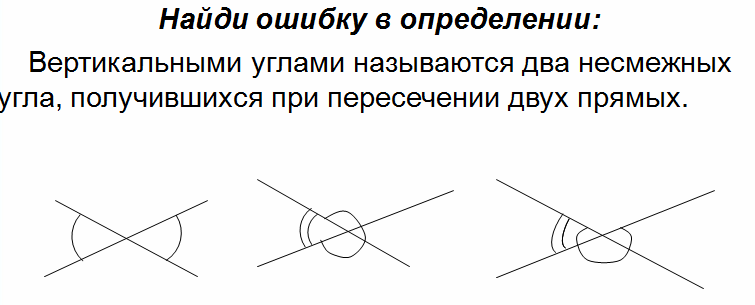 Найди ошибку в определении:
Вертикальными углами называются два несмежных
угла, получившихся при пересечении двух прямых.